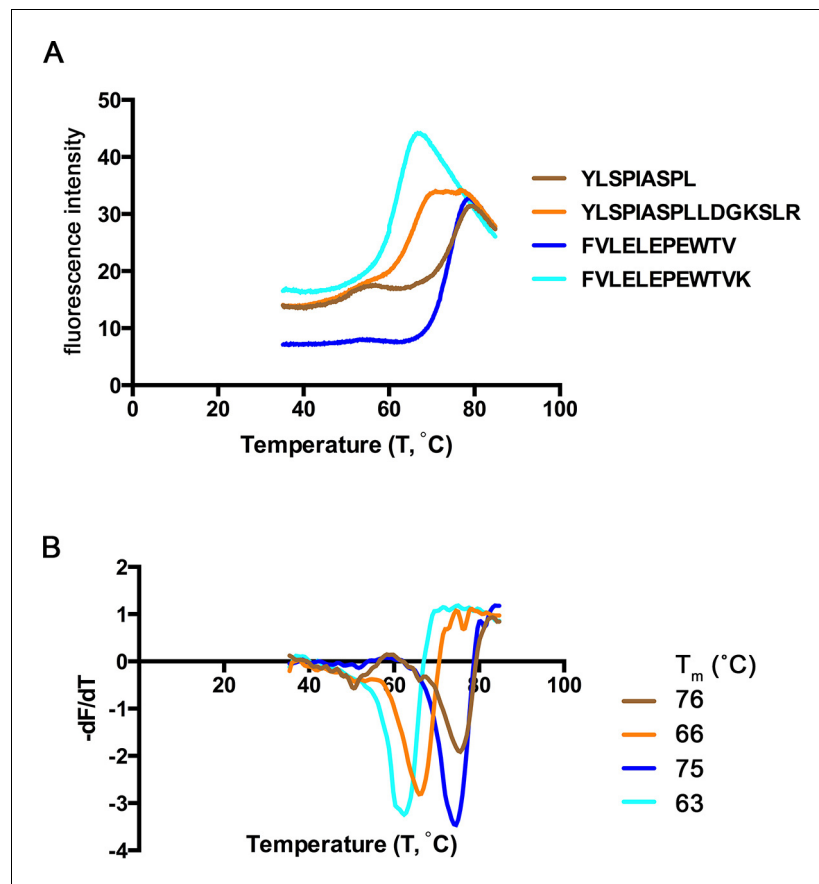 A
50
40
30
20
10
0
fluorescence intensity
0 20 40 60 80 100
Temperature (T, °C)
YLSPIASPL
YLSPIASPLLDGKSLR
FVLELEPEWTV
FVLELEPEWTVK
B
2
1
0
-1
-2
-3
-4
-dF/dT
20 40 60 80 100
Temperature (T, °C)
Tm (°C)
76
66
75
63